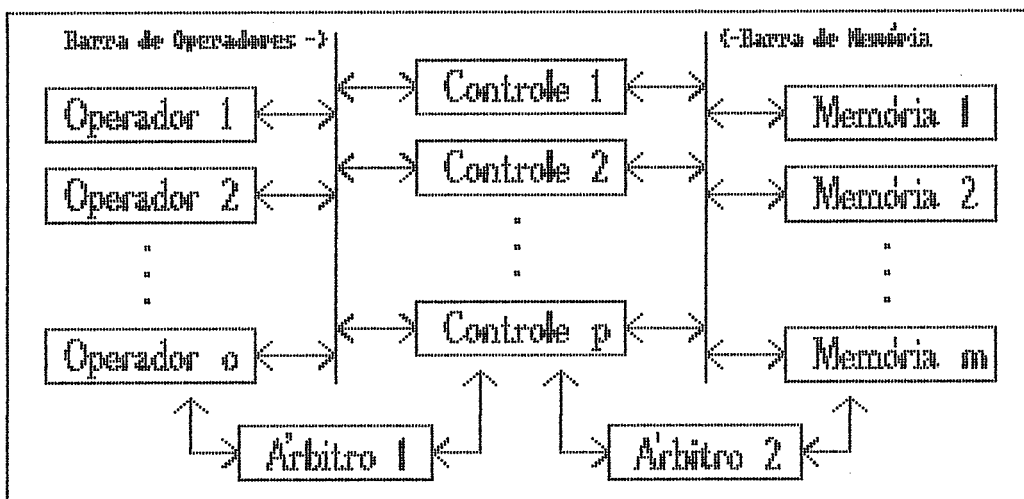 Barra de Operadores -> <-Barra de Memória
Operador 1 Controle 1 Memória 1
Operador 2 Controle 2 Memória 2
Operador o Controle p Memória m
Árbitro 1 Árbitro 2